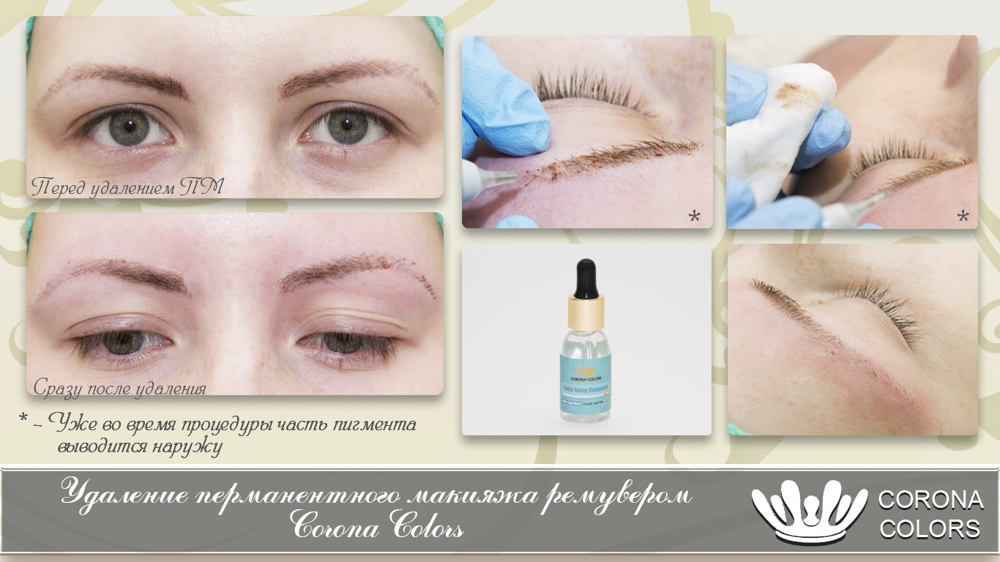 Перед удалением ПМ
Сразу после удаления
* - Уже во время процедуры часть пигмента
выводится наружу
*
*
CORONA COLORS
Fade Away Remover
Удаление перманентного макияжа ремувером
Corona Colors
CORONA
COLORS